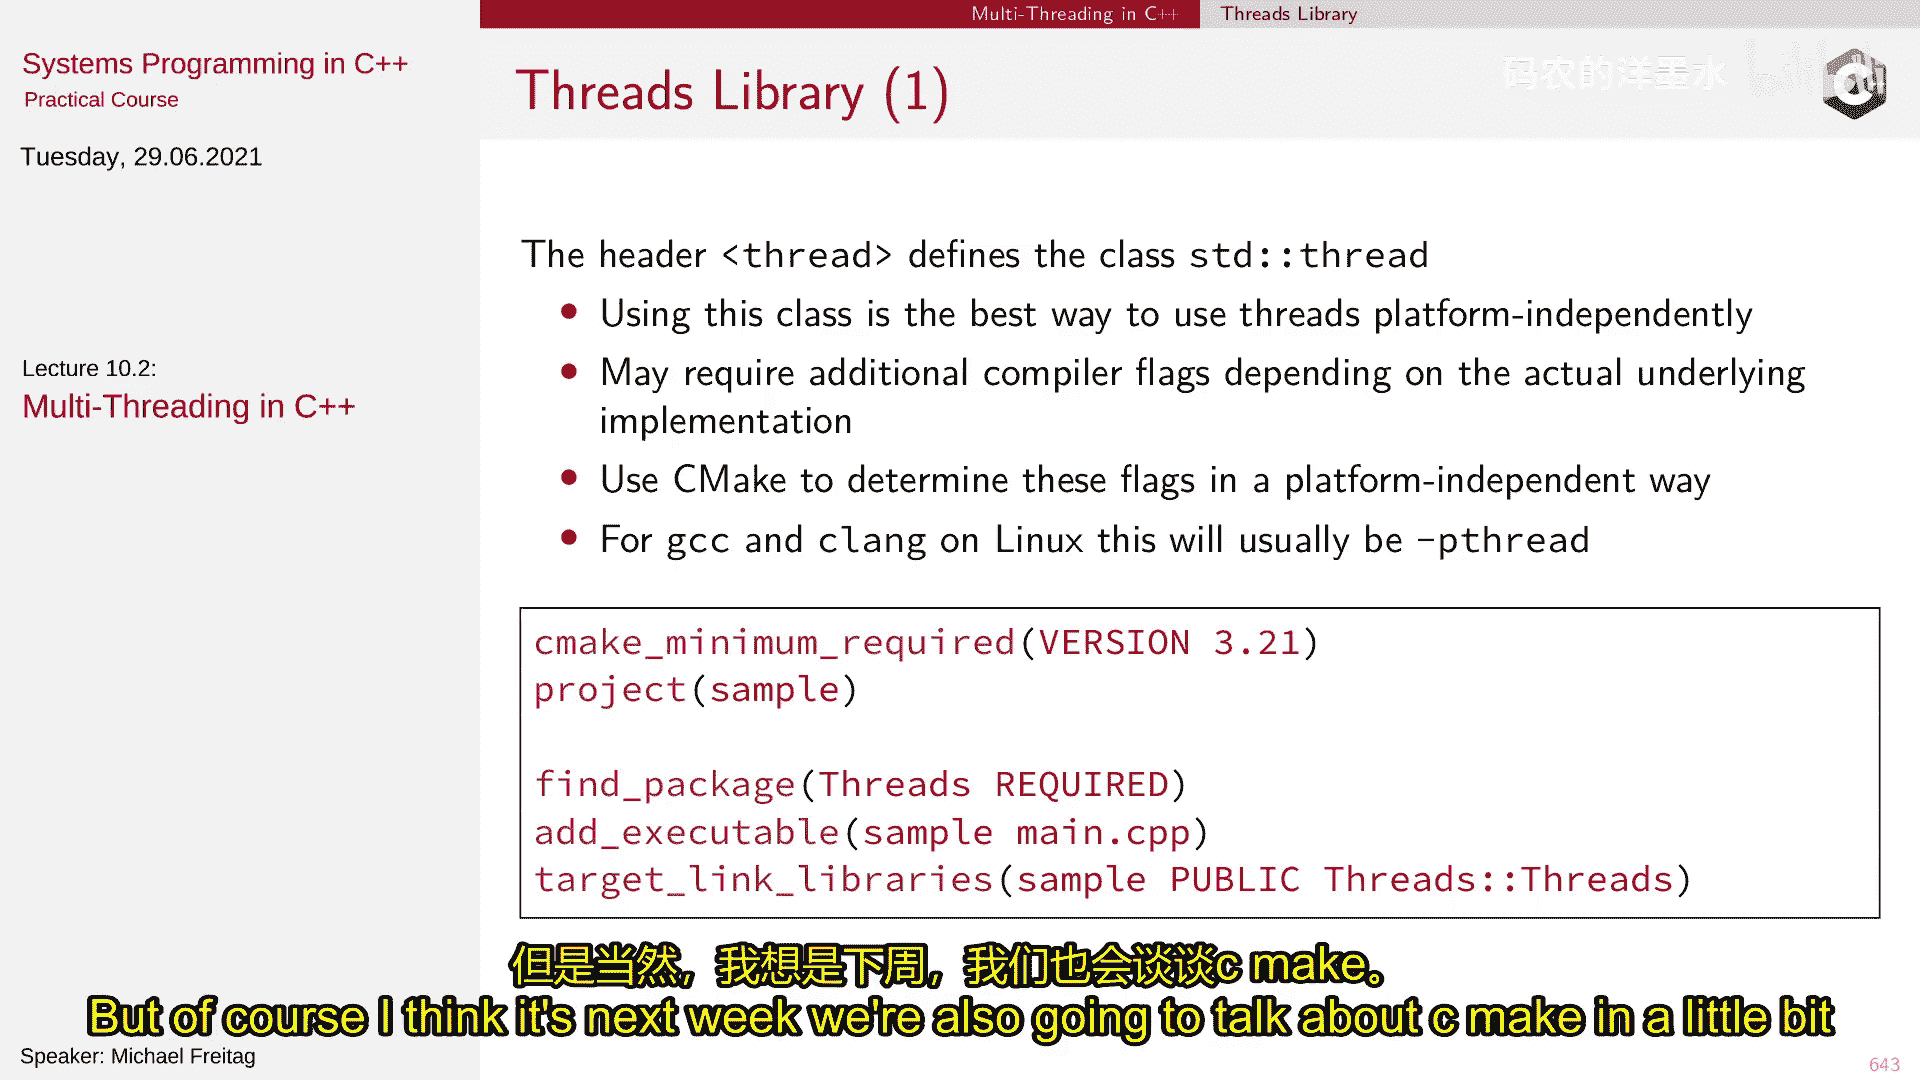 Multi-Threading in C++
Threads Library
Systems Programming in C++
Practical Course
Tuesday, 29.06.2021
Lecture 10.2:
Multi-Threading in C++
Threads Library (1)
码农的洋墨水
The header <thread> defines the class std::thread
• Using this class is the best way to use threads platform-independently
• May require additional compiler flags depending on the actual underlying
implementation
• Use CMake to determine these flags in a platform-independent way
• For gcc and clang on Linux this will usually be -pthread
cmake_minimum_required(VERSION 3.21)
project(sample)
find_package(Threads REQUIRED)
add_executable(sample main.cpp)
target_link_libraries(sample PUBLIC Threads::Threads)
但是当然，我想是下周，我们也会谈谈c make。
But of course I think it's next week we're also going to talk about c make in a little bit
Speaker: Michael Freitag
643